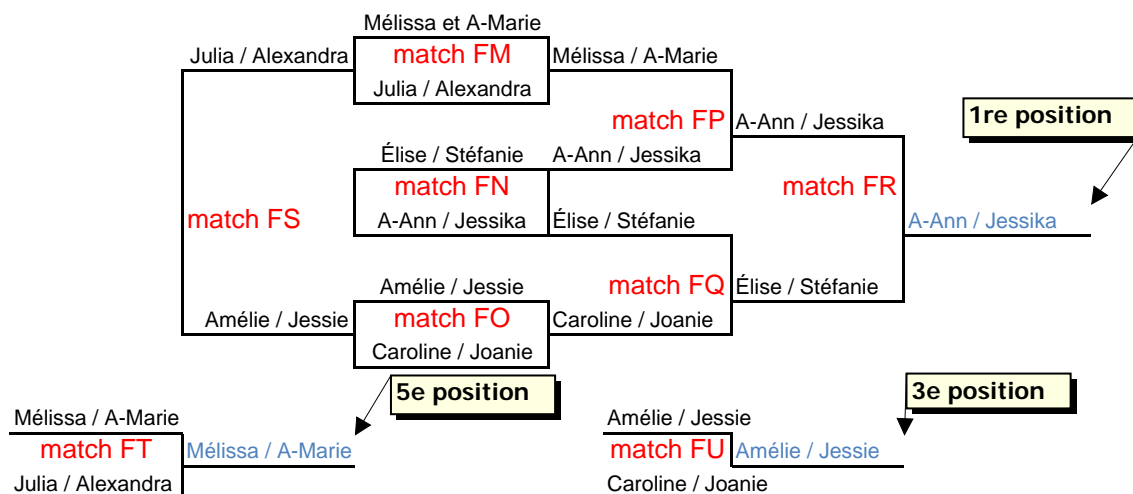 Mélissa et A-Marie
Julia / Alexandra
match FM
Mélissa / A-Marie
Julia / Alexandra
1re position
match FP
A-Ann / Jessika
Élise / Stéfanie
A-Ann / Jessika
match FN
match FR
match FS
A-Ann / Jessika
Élise / Stéfanie
A-Ann / Jessika
Amélie / Jessie
match FQ
Élise / Stéfanie
Amélie / Jessie
match FO
Caroline / Joanie
Caroline / Joanie
5e position
3e position
Mélissa / A-Marie
Amélie / Jessie
match FT
Mélissa / A-Marie
match FU
Amélie / Jessie
Julia / Alexandra
Caroline / Joanie